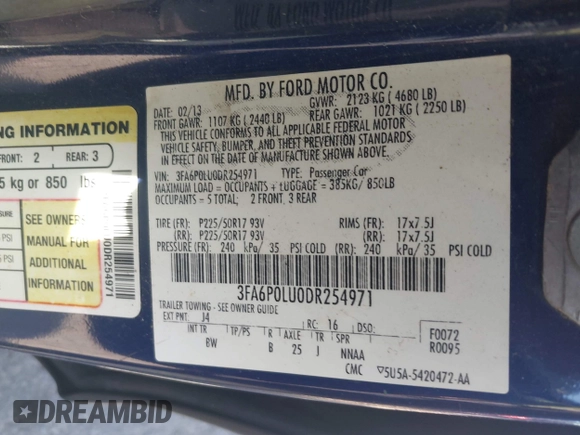 MFD. BY FORD MOTOR CO.
DATE: 02/13 GVWR: 2123 KG ( 4680 LB)
FRONT GAWR: 1107 KG ( 2440 LB) REAR GAWR: 1021 KG ( 2250 LB)
THIS VEHICLE CONFORMS TO ALL APPLICABLE FEDERAL MOTOR
VEHICLE SAFETY, BUMPER, AND THEFT PREVENTION STANDARDS
IN EFFECT ON THE DATE OF MANUFACTURE SHOWN ABOVE.
VIN: 3FA6P0LU0DR254971 TYPE: Passenger Car
MAXIMUM LOAD = OCCUPANTS + LUGGAGE = 385KG/ 850LB
OCCUPANTS = 5 TOTAL; 2 FRONT, 3 REAR
TIRE (FR): P225/50R17 93V RIMS (FR): 17x7.5J
(RR): P225/50R17 93V (RR): 17x7.5J
PRESSURE (FR): 240 kPa/ 35 PSI COLD (RR): 240 kPa/ 35 PSI COLD
3FA6P0LU0DR254971
TRAILER TOWING - SEE OWNER GUIDE
EXT PNT: J4 RC: 16 DSO: F0072
INT TR TP/PS R AXLE TR SPR R0095
BW B 25 J NNAA
CMC ▽5U5A-5420472-AA
NG INFORMATION
FRONT: 2 REAR: 3
5 kg or 850 lbs
SEE OWNERS
MANUAL FOR
ADDITIONAL
INFORMATION
PSI
PSI
U0DR254971
DREAMBID